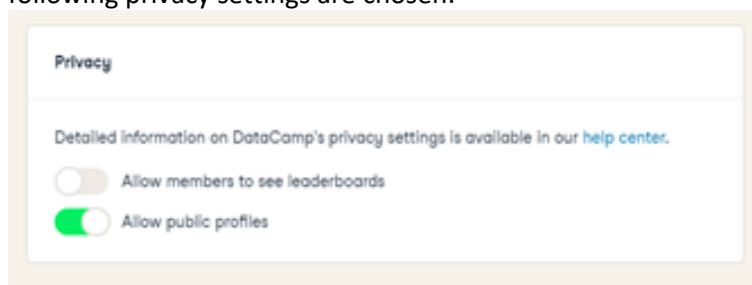 following privacy settings are chosen:
Privacy
Detailed information on DataCamp's privacy settings is available in our help center.
Allow members to see leaderboards
Allow public profiles